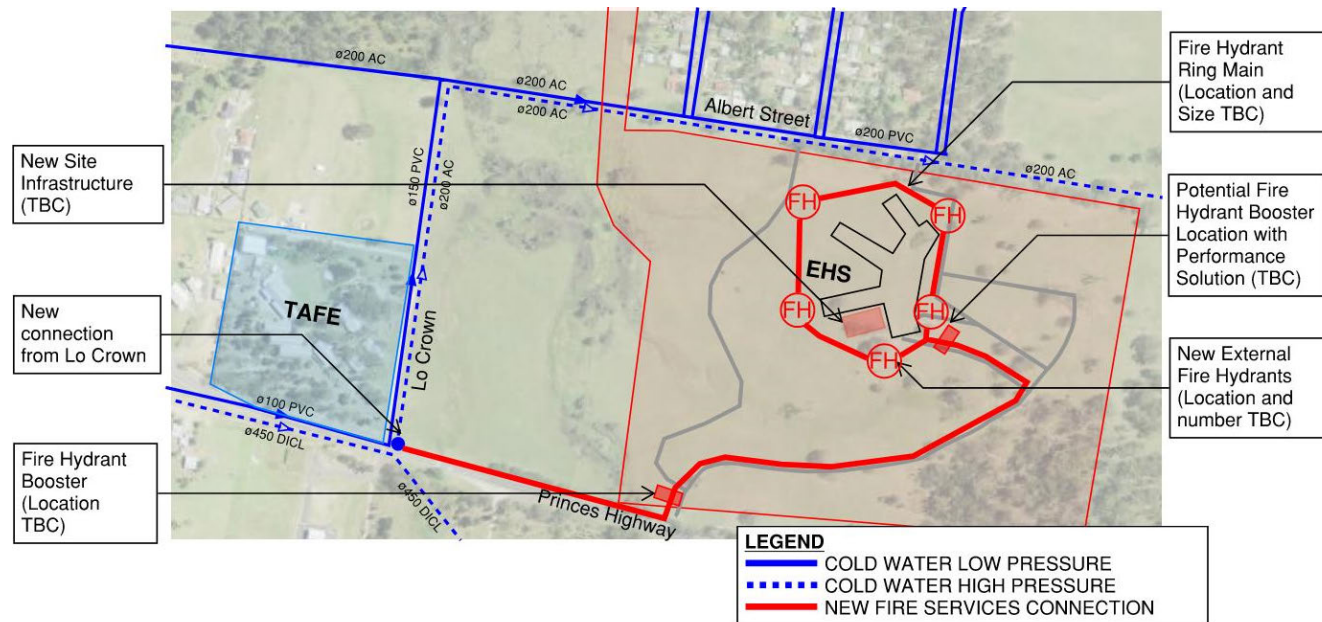 ø200 AC
ø200 AC
ø200 AC
Albert Street
ø200 PVC
ø200 AC
Fire Hydrant
Ring Main
(Location and
Size TBC)
New Site
Infrastructure
(TBC)
ø150 PVC
ø200 AC
Potential Fire
Hydrant Booster
Location with
Performance
Solution (TBC)
FH
FH
EHS
FH
FH
FH
TAFE
Lo Crown
New
connection
from Lo Crown
New External
Fire Hydrants
(Location and
number TBC)
ø100 PVC
ø450 DICL
ø450 DICL
Fire Hydrant
Booster
(Location
TBC)
Princes Highway
LEGEND
COLD WATER LOW PRESSURE
COLD WATER HIGH PRESSURE
NEW FIRE SERVICES CONNECTION